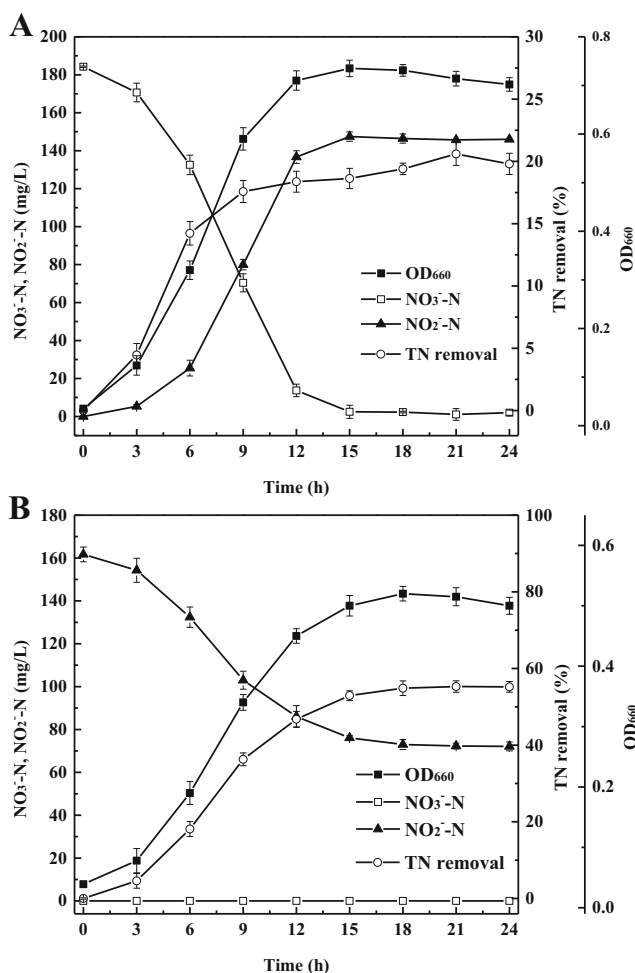 A
200
180
160
140
120
100
80
60
40
20
0
NO₃⁻-N, NO₂⁻-N (mg/L)
0 3 6 9 12 15 18 21 24
Time (h)
30
25
20
15
10
5
0
TN removal (%)
0.8
0.6
0.4
0.2
0.0
OD₆₆₀
OD₆₆₀
NO₃⁻-N
NO₂⁻-N
TN removal
B
180
160
140
120
100
80
60
40
20
0
NO₃⁻-N, NO₂⁻-N (mg/L)
0 3 6 9 12 15 18 21 24
Time (h)
100
80
60
40
20
0
TN removal (%)
0.6
0.4
0.2
0.0
OD₆₆₀
OD₆₆₀
NO₃⁻-N
NO₂⁻-N
TN removal